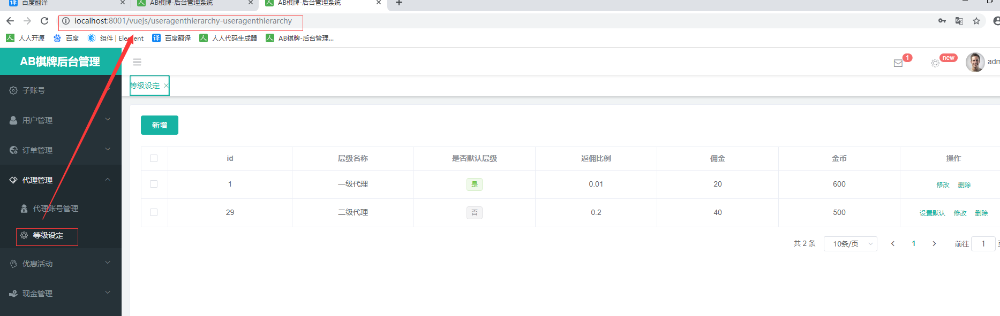 百度翻译
AB棋牌-后台管理系统
AB棋牌-后台管理系统
localhost:8001/vuejs/useragenthierarchy-useragenthierarchy
人人开源 百度 组件 | Element 译 百度翻译 人人代码生成器 AB棋牌-后台管理...
AB棋牌后台管理
1 new adm
等级设定
子账号
用户管理
订单管理
代理管理
代理账号管理
等级设定
优惠活动
现金管理
新增
id 层级名称 是否默认层级 返佣比例 佣金 金币 操作
1 一级代理 是 0.01 20 600 修改 删除
29 二级代理 否 0.2 40 500 设置默认 修改 删除
共 2 条 10条/页 1 前往 1